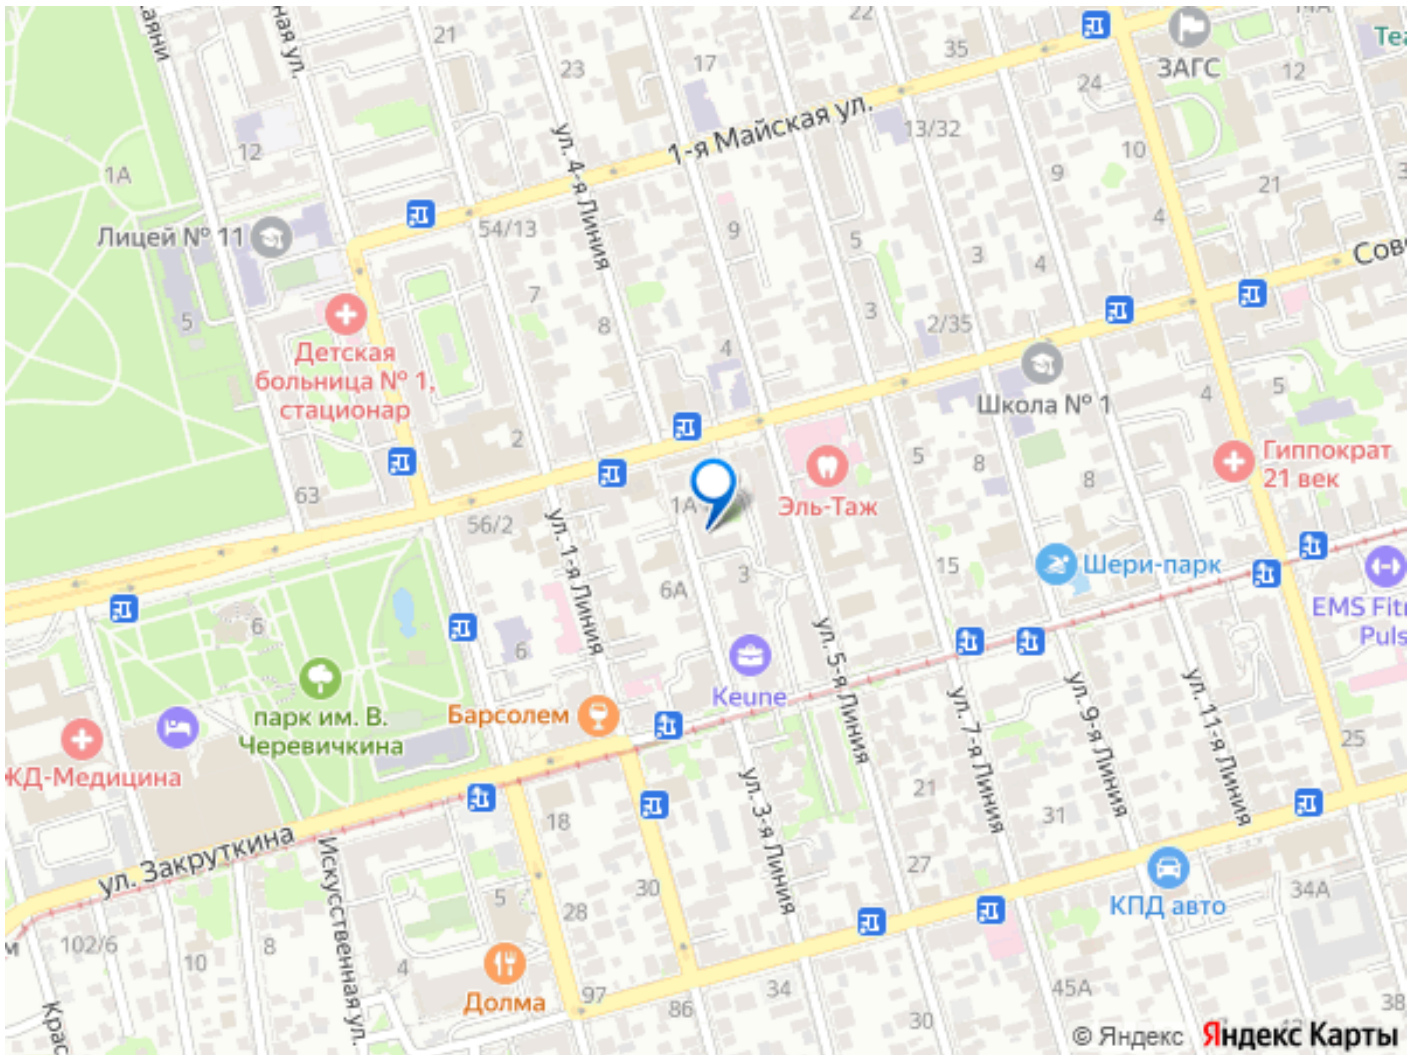 21
22
35
ЗАГС
12
23
17
24
1-я Майская ул.
13/32
10
12
1А
9
21
ул. 4-я Линия
Лицей № 11
54/13
9
5
3
4
4
7
5
8
3
2/35
4
Детская
больница № 1,
стационар
Школа № 1
2
4
5
63
56/2
1А
Эль-Таж
5
8
8
Гиппократ
21 век
ул. 1-я Линия
6А
3
15
Шери-парк
EMS Fit
Puls
6
6
ул. 5-я Линия
Keune
Барсолем
парк им. В.
Черевичкина
ЖД-Медицина
ул. 7-я Линия
ул. 9-я Линия
ул. 11-я Линия
25
ул. 3-я Линия
21
31
18
ул. Закруткина
Искусственная ул.
5
28
30
27
КПД авто
34А
102/6
8
10
4
Долма
97
86
34
30
45А
38
Крас
© Яндекс
Яндекс Карты